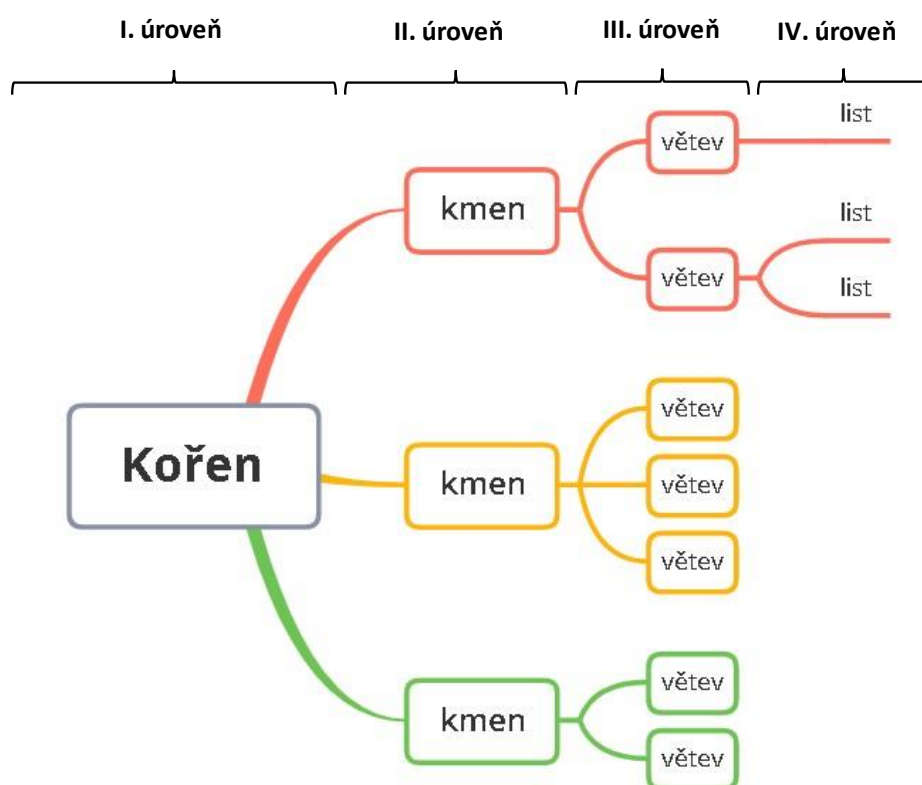 I. úroveň II. úroveň III. úroveň IV. úroveň
list
větev
kmen
list
větev
list
větev
Kořen
kmen
větev
větev
větev
kmen
větev